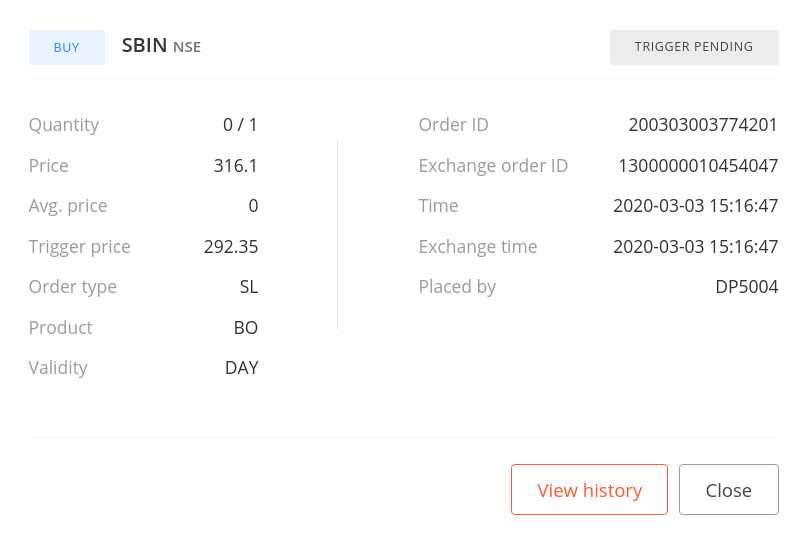 BUY SBIN NSE TRIGGER PENDING
Quantity 0 / 1
Price 316.1
Avg. price 0
Trigger price 292.35
Order type SL
Product BO
Validity DAY
Order ID 200303003774201
Exchange order ID 1300000010454047
Time 2020-03-03 15:16:47
Exchange time 2020-03-03 15:16:47
Placed by DP5004
View history Close